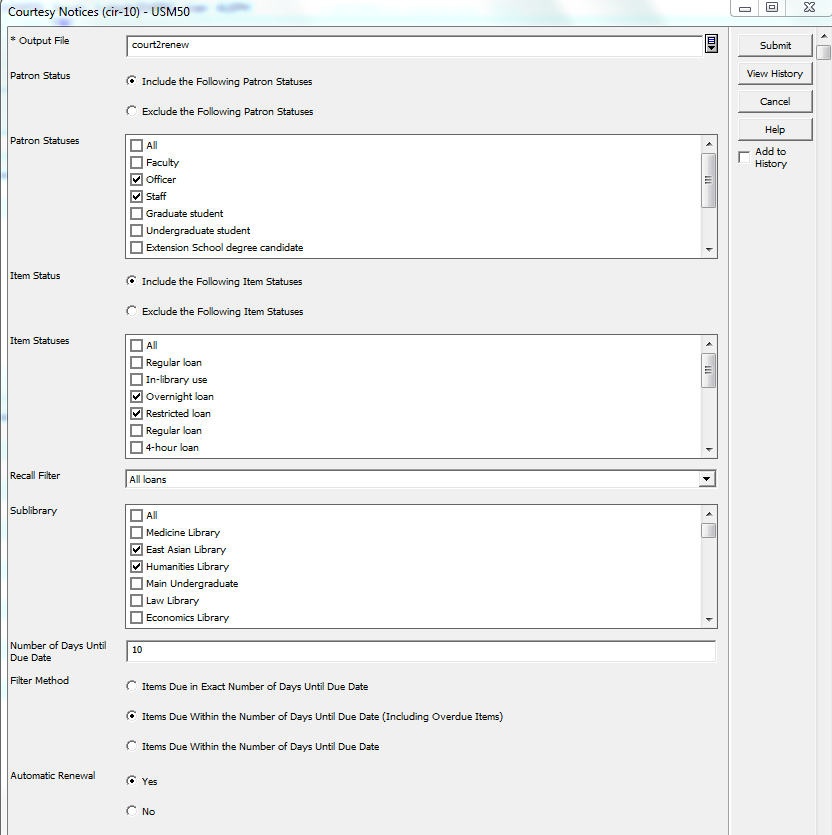 Courtesy Notices (cir-10) - USM50
* Output File
court2renew
Submit
View History
Cancel
Help
Add to
History
Patron Status
Include the Following Patron Statuses
Exclude the Following Patron Statuses
Patron Statuses
All
Faculty
Officer
Staff
Graduate student
Undergraduate student
Extension School degree candidate
Item Status
Include the Following Item Statuses
Exclude the Following Item Statuses
Item Statuses
All
Regular loan
In-library use
Overnight loan
Restricted loan
Regular loan
4-hour loan
Recall Filter
All loans
Sublibrary
All
Medicine Library
East Asian Library
Humanities Library
Main Undergraduate
Law Library
Economics Library
Number of Days Until
Due Date
10
Filter Method
Items Due in Exact Number of Days Until Due Date
Items Due Within the Number of Days Until Due Date (Including Overdue Items)
Items Due Within the Number of Days Until Due Date
Automatic Renewal
Yes
No